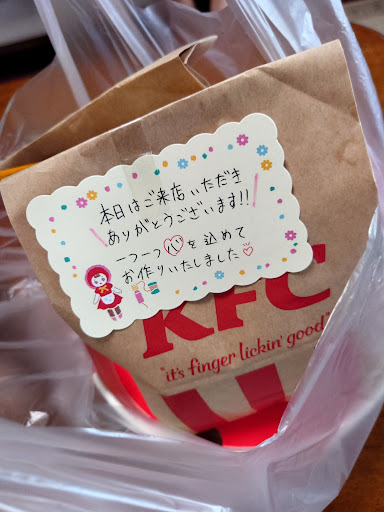 本日はご来店いただき
ありがとうございます!!
一つ一つ心を込めて
お作りいたしました♡
KFC
"it's finger lickin' good"